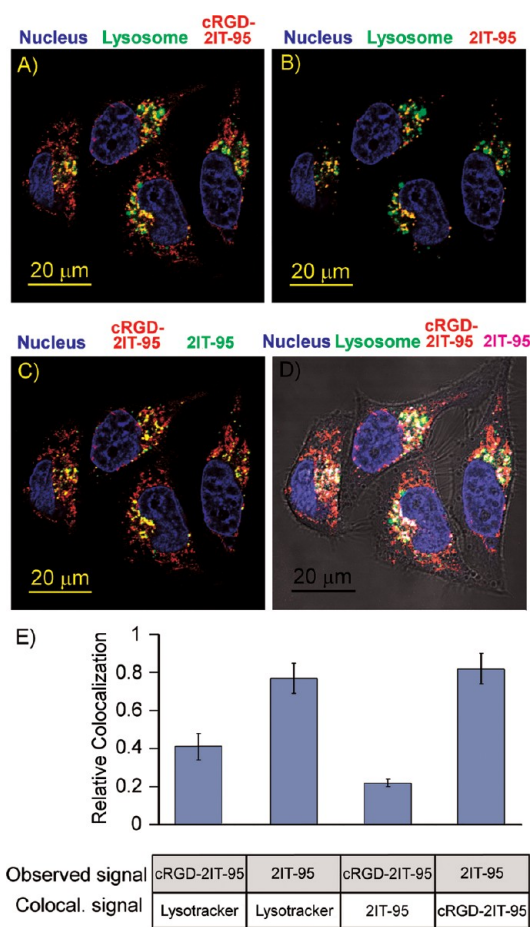 cRGD-
Nucleus Lysosome 2IT-95
A)
20 μm
Nucleus Lysosome 2IT-95
B)
20 μm
cRGD-
Nucleus 2IT-95 2IT-95
C)
20 μm
cRGD-
Nucleus Lysosome 2IT-95 2IT-95
D)
20 μm
E)
Relative Colocalization
1
0.8
0.6
0.4
0.2
0
Observed signal cRGD-2IT-95 2IT-95 cRGD-2IT-95 2IT-95
Colocal. signal Lysotracker Lysotracker 2IT-95 cRGD-2IT-95